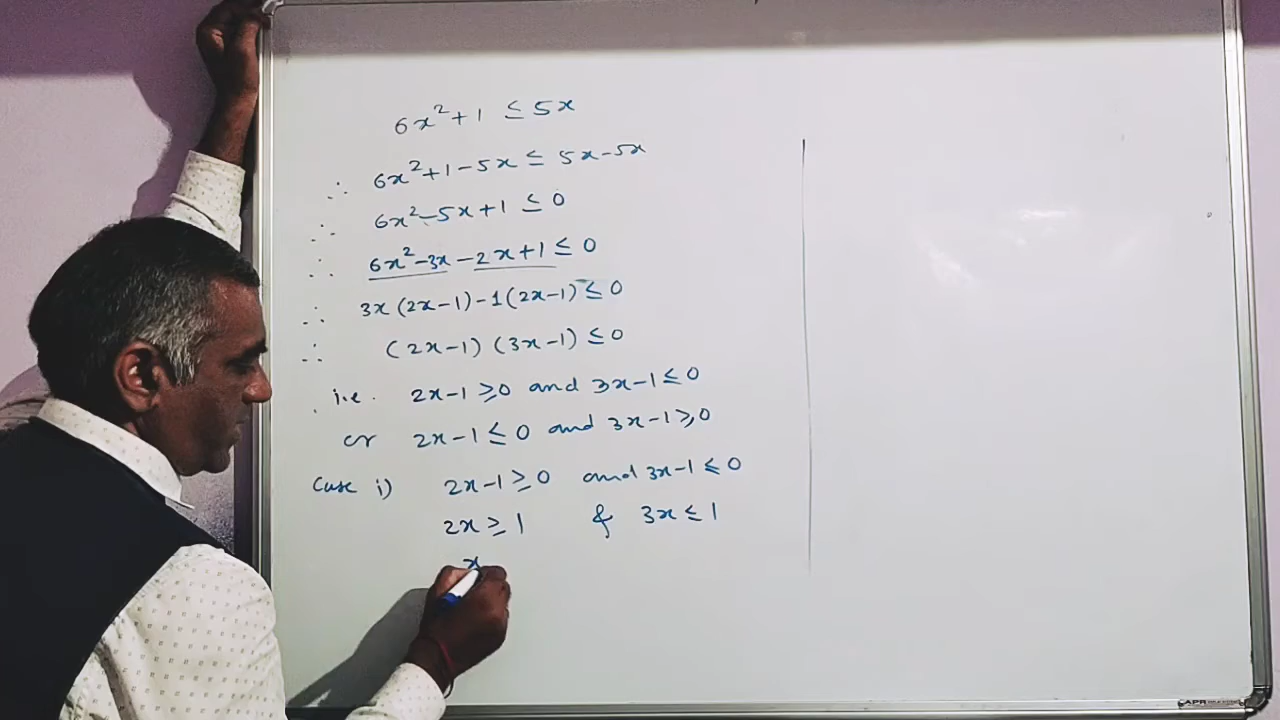 6x²+1 ≤ 5x
∴ 6x²+1-5x ≤ 5x-5x
∴ 6x²-5x+1 ≤ 0
∴ 6x²-3x-2x+1 ≤ 0
∴ 3x(2x-1)-1(2x-1) ≤ 0
∴ (2x-1)(3x-1) ≤ 0
i.e. 2x-1 ≥ 0 and 3x-1 ≤ 0
or 2x-1 ≤ 0 and 3x-1 ≥ 0
Case i) 2x-1 ≥ 0 and 3x-1 ≤ 0
2x ≥ 1 & 3x ≤ 1
x